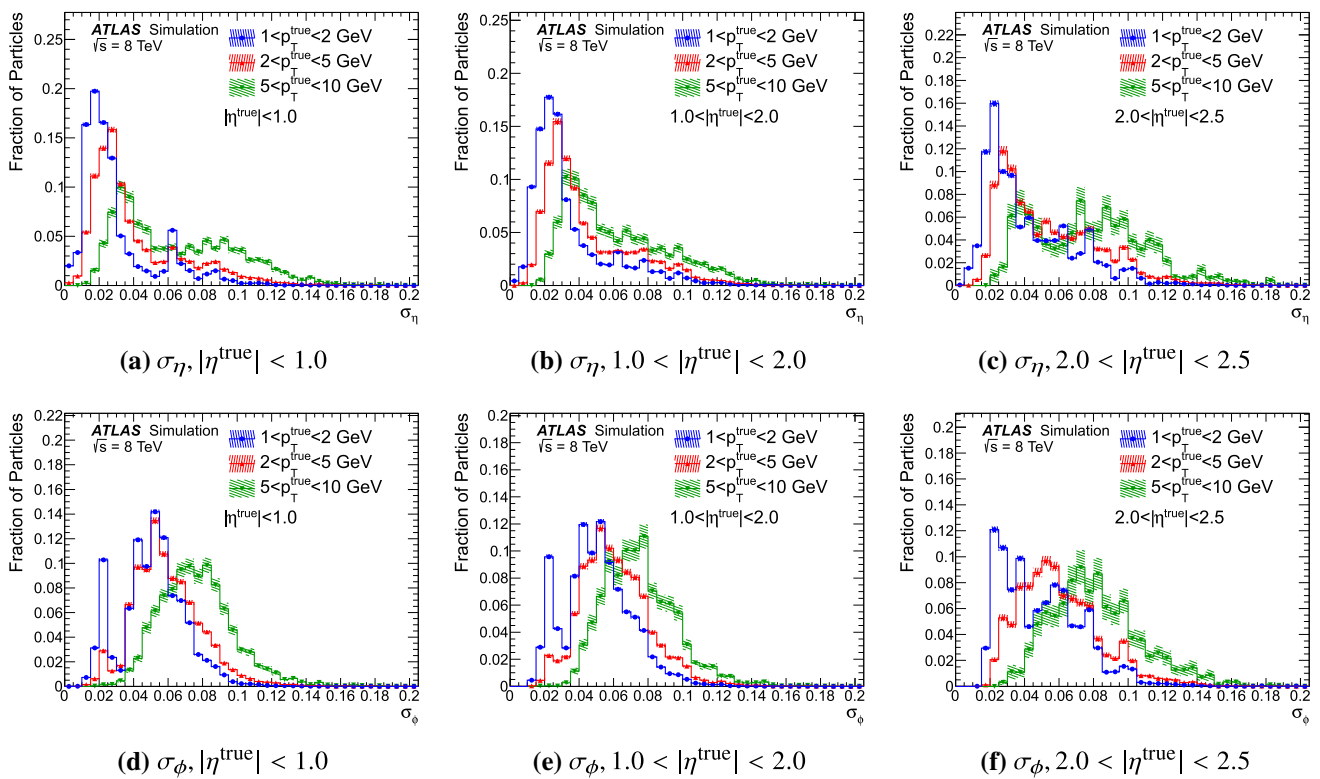 Fraction of Particles
0.25
0.2
0.15
0.1
0.05
0
ATLAS Simulation
√s = 8 TeV
1<p_T^true<2 GeV
2<p_T^true<5 GeV
5<p_T^true<10 GeV
|η^true|<1.0
0 0.02 0.04 0.06 0.08 0.1 0.12 0.14 0.16 0.18 0.2
σ_η
Fraction of Particles
0.25
0.2
0.15
0.1
0.05
0
ATLAS Simulation
√s = 8 TeV
1<p_T^true<2 GeV
2<p_T^true<5 GeV
5<p_T^true<10 GeV
1.0<|η^true|<2.0
0 0.02 0.04 0.06 0.08 0.1 0.12 0.14 0.16 0.18 0.2
σ_η
Fraction of Particles
0.22
0.2
0.18
0.16
0.14
0.12
0.1
0.08
0.06
0.04
0.02
0
ATLAS Simulation
√s = 8 TeV
1<p_T^true<2 GeV
2<p_T^true<5 GeV
5<p_T^true<10 GeV
2.0<|η^true|<2.5
0 0.02 0.04 0.06 0.08 0.1 0.12 0.14 0.16 0.18 0.2
σ_η
(a) σ_η, |η^true| < 1.0
(b) σ_η, 1.0 < |η^true| < 2.0
(c) σ_η, 2.0 < |η^true| < 2.5
Fraction of Particles
0.22
0.2
0.18
0.16
0.14
0.12
0.1
0.08
0.06
0.04
0.02
0
ATLAS Simulation
√s = 8 TeV
1<p_T^true<2 GeV
2<p_T^true<5 GeV
5<p_T^true<10 GeV
|η^true|<1.0
0 0.02 0.04 0.06 0.08 0.1 0.12 0.14 0.16 0.18 0.2
σ_ϕ
Fraction of Particles
0.2
0.18
0.16
0.14
0.12
0.1
0.08
0.06
0.04
0.02
0
ATLAS Simulation
√s = 8 TeV
1<p_T^true<2 GeV
2<p_T^true<5 GeV
5<p_T^true<10 GeV
1.0<|η^true|<2.0
0 0.02 0.04 0.06 0.08 0.1 0.12 0.14 0.16 0.18 0.2
σ_ϕ
Fraction of Particles
0.2
0.18
0.16
0.14
0.12
0.1
0.08
0.06
0.04
0.02
0
ATLAS Simulation
√s = 8 TeV
1<p_T^true<2 GeV
2<p_T^true<5 GeV
5<p_T^true<10 GeV
2.0<|η^true|<2.5
0 0.02 0.04 0.06 0.08 0.1 0.12 0.14 0.16 0.18 0.2
σ_ϕ
(d) σ_ϕ, |η^true| < 1.0
(e) σ_ϕ, 1.0 < |η^true| < 2.0
(f) σ_ϕ, 2.0 < |η^true| < 2.5